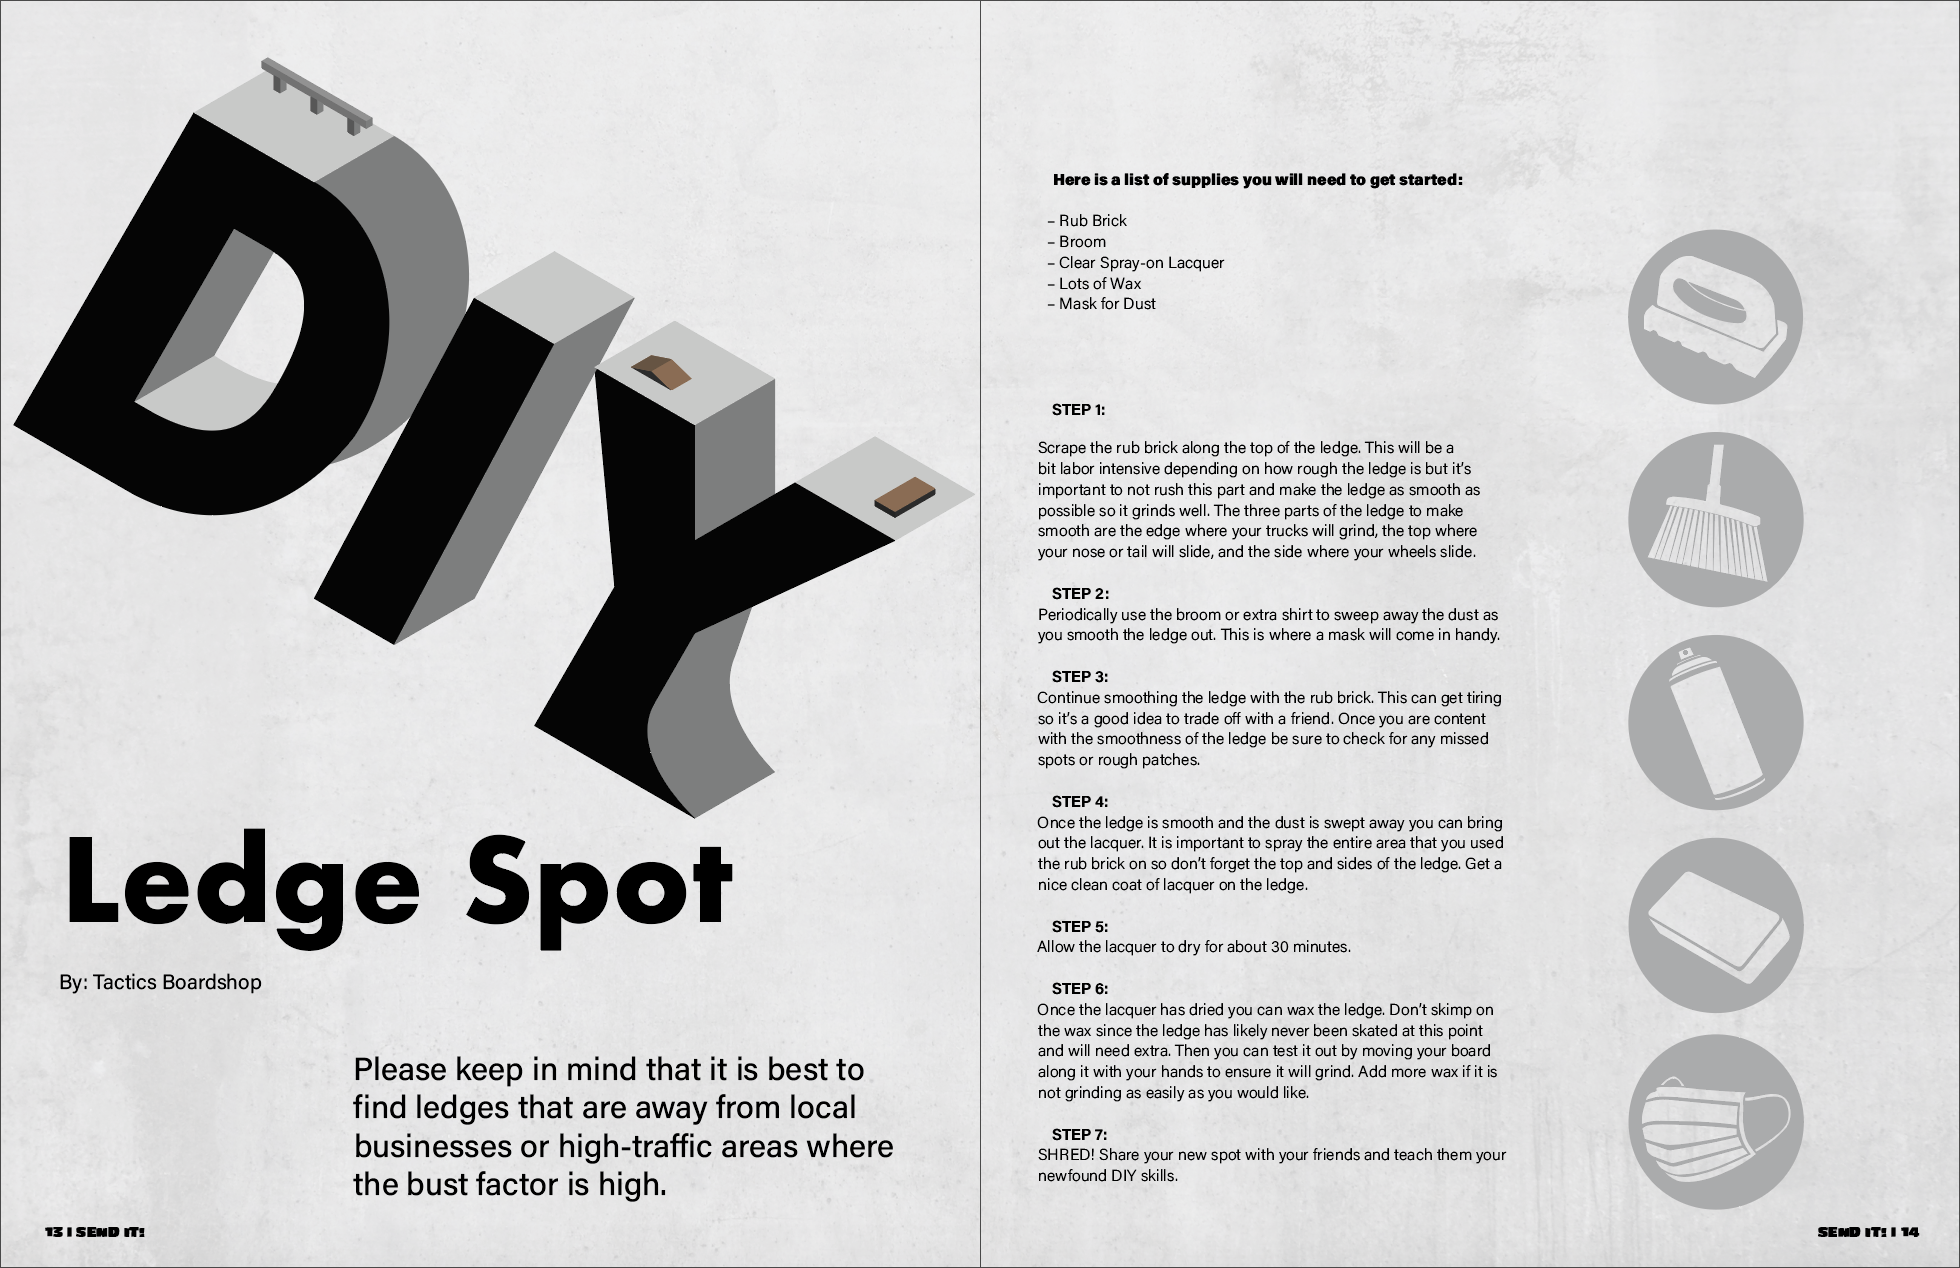 DIY
Ledge Spot
By: Tactics Boardshop
Please keep in mind that it is best to
find ledges that are away from local
businesses or high-traffic areas where
the bust factor is high.
13 | SEND IT!
Here is a list of supplies you will need to get started:
– Rub Brick
– Broom
– Clear Spray-on Lacquer
– Lots of Wax
– Mask for Dust
STEP 1:
Scrape the rub brick along the top of the ledge. This will be a
bit labor intensive depending on how rough the ledge is but it’s
important to not rush this part and make the ledge as smooth as
possible so it grinds well. The three parts of the ledge to make
smooth are the edge where your trucks will grind, the top where
your nose or tail will slide, and the side where your wheels slide.
STEP 2:
Periodically use the broom or extra shirt to sweep away the dust as
you smooth the ledge out. This is where a mask will come in handy.
STEP 3:
Continue smoothing the ledge with the rub brick. This can get tiring
so it’s a good idea to trade off with a friend. Once you are content
with the smoothness of the ledge be sure to check for any missed
spots or rough patches.
STEP 4:
Once the ledge is smooth and the dust is swept away you can bring
out the lacquer. It is important to spray the entire area that you used
the rub brick on so don’t forget the top and sides of the ledge. Get a
nice clean coat of lacquer on the ledge.
STEP 5:
Allow the lacquer to dry for about 30 minutes.
STEP 6:
Once the lacquer has dried you can wax the ledge. Don’t skimp on
the wax since the ledge has likely never been skated at this point
and will need extra. Then you can test it out by moving your board
along it with your hands to ensure it will grind. Add more wax if it is
not grinding as easily as you would like.
STEP 7:
SHRED! Share your new spot with your friends and teach them your
newfound DIY skills.
SEND IT! | 14